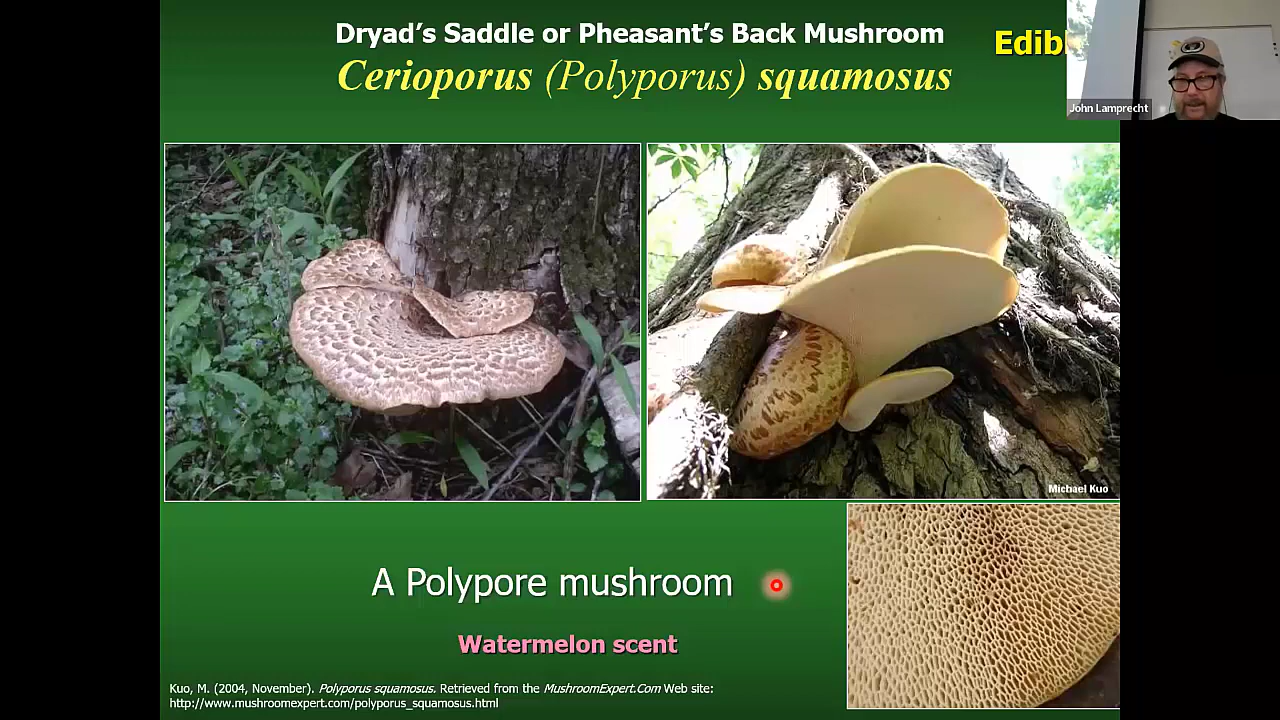 Dryad’s Saddle or Pheasant’s Back Mushroom
Cerioporus (Polyporus) squamosus
John Lamprecht
Michael Kuo
A Polypore mushroom
Watermelon scent
Kuo, M. (2004, November). Polyporus squamosus. Retrieved from the MushroomExpert.Com Web site:
http://www.mushroomexpert.com/polyporus_squamosus.html